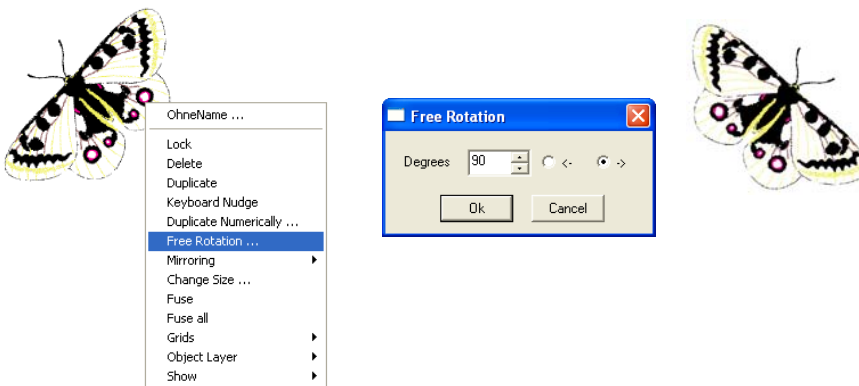 OhneName ...
Lock
Delete
Duplicate
Keyboard Nudge
Duplicate Numerically ...
Free Rotation ...
Mirroring
Change Size ...
Fuse
Fuse all
Grids
Object Layer
Show
Free Rotation
Degrees 90 <- ->
Ok Cancel